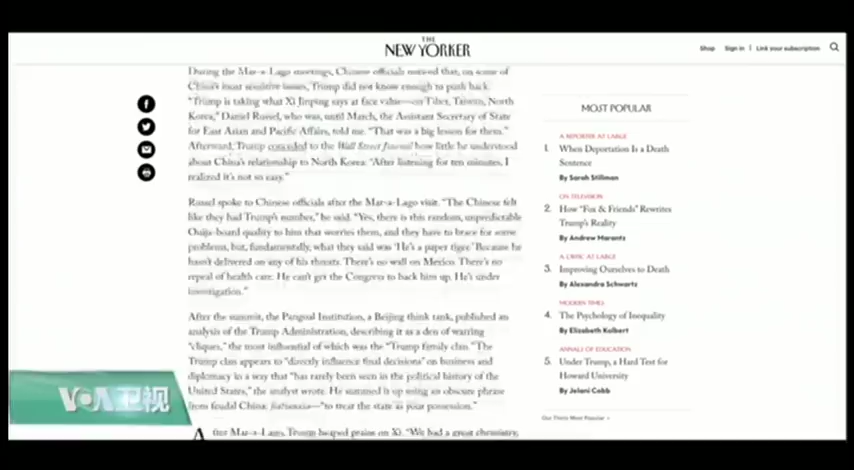 THE
NEW YORKER
Shop Sign in | Link your subscription
During the Mar-a-Lago meetings, Chinese officials noticed that, on some of
China's most sensitive issues, Trump did not know enough to push back.
"Trump is taking what Xi Jinping says at face value—on Tibet, Taiwan, North
Korea," Daniel Russel, who was, until March, the Assistant Secretary of State
for East Asian and Pacific Affairs, told me. "That was a big lesson for them."
Afterward, Trump conceded to the Wall Street Journal how little he understood
about China's relationship to North Korea: "After listening for ten minutes, I
realized it's not so easy."
Russel spoke to Chinese officials after the Mar-a-Lago visit. "The Chinese felt
like they had Trump's number," he said. "Yes, there is this random, unpredictable
Ouija-board quality to him that worries them, and they have to brace for some
problems, but, fundamentally, what they said was 'He's a paper tiger.' Because he
hasn't delivered on any of his threats. There's no wall on Mexico. There's no
repeal of health care. He can't get the Congress to back him up. He's under
investigation."
After the summit, the Pangoal Institution, a Beijing think tank, published an
analysis of the Trump Administration, describing it as a den of warring
"cliques," the most influential of which was the "Trump family clan." The
Trump clan appears to "directly influence final decisions" on business and
diplomacy in a way that "has rarely been seen in the political history of the
United States," the analyst wrote. He summed it up using an obscure phrase
from feudal China: "to treat the state as your possession."
After Mar-a-Lago, Trump heaped praise on Xi. "We had a great chemistry,
MOST POPULAR
A REPORTER AT LARGE
1. When Deportation Is a Death
Sentence
By Sarah Stillman
ON TELEVISION
2. How "Fox & Friends" Rewrites
Trump's Reality
By Andrew Marantz
A CRITIC AT LARGE
3. Improving Ourselves to Death
By Alexandra Schwartz
MODERN TIMES
4. The Psychology of Inequality
By Elizabeth Kolbert
ANNALS OF EDUCATION
5. Under Trump, a Hard Test for
Howard University
By Jelani Cobb
Our Thirty Most Popular »
VOA卫视